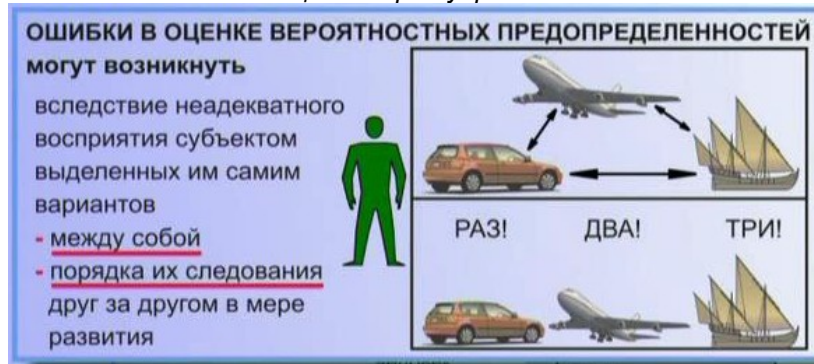 ОШИБКИ В ОЦЕНКЕ ВЕРОЯТНОСТНЫХ ПРЕДОПРЕДЕЛЕННОСТЕЙ
могут возникнуть
вследствие неадекватного
восприятия субъектом
выделенных им самим
вариантов
- между собой
- порядка их следования
друг за другом в мере
развития
РАЗ! ДВА! ТРИ!